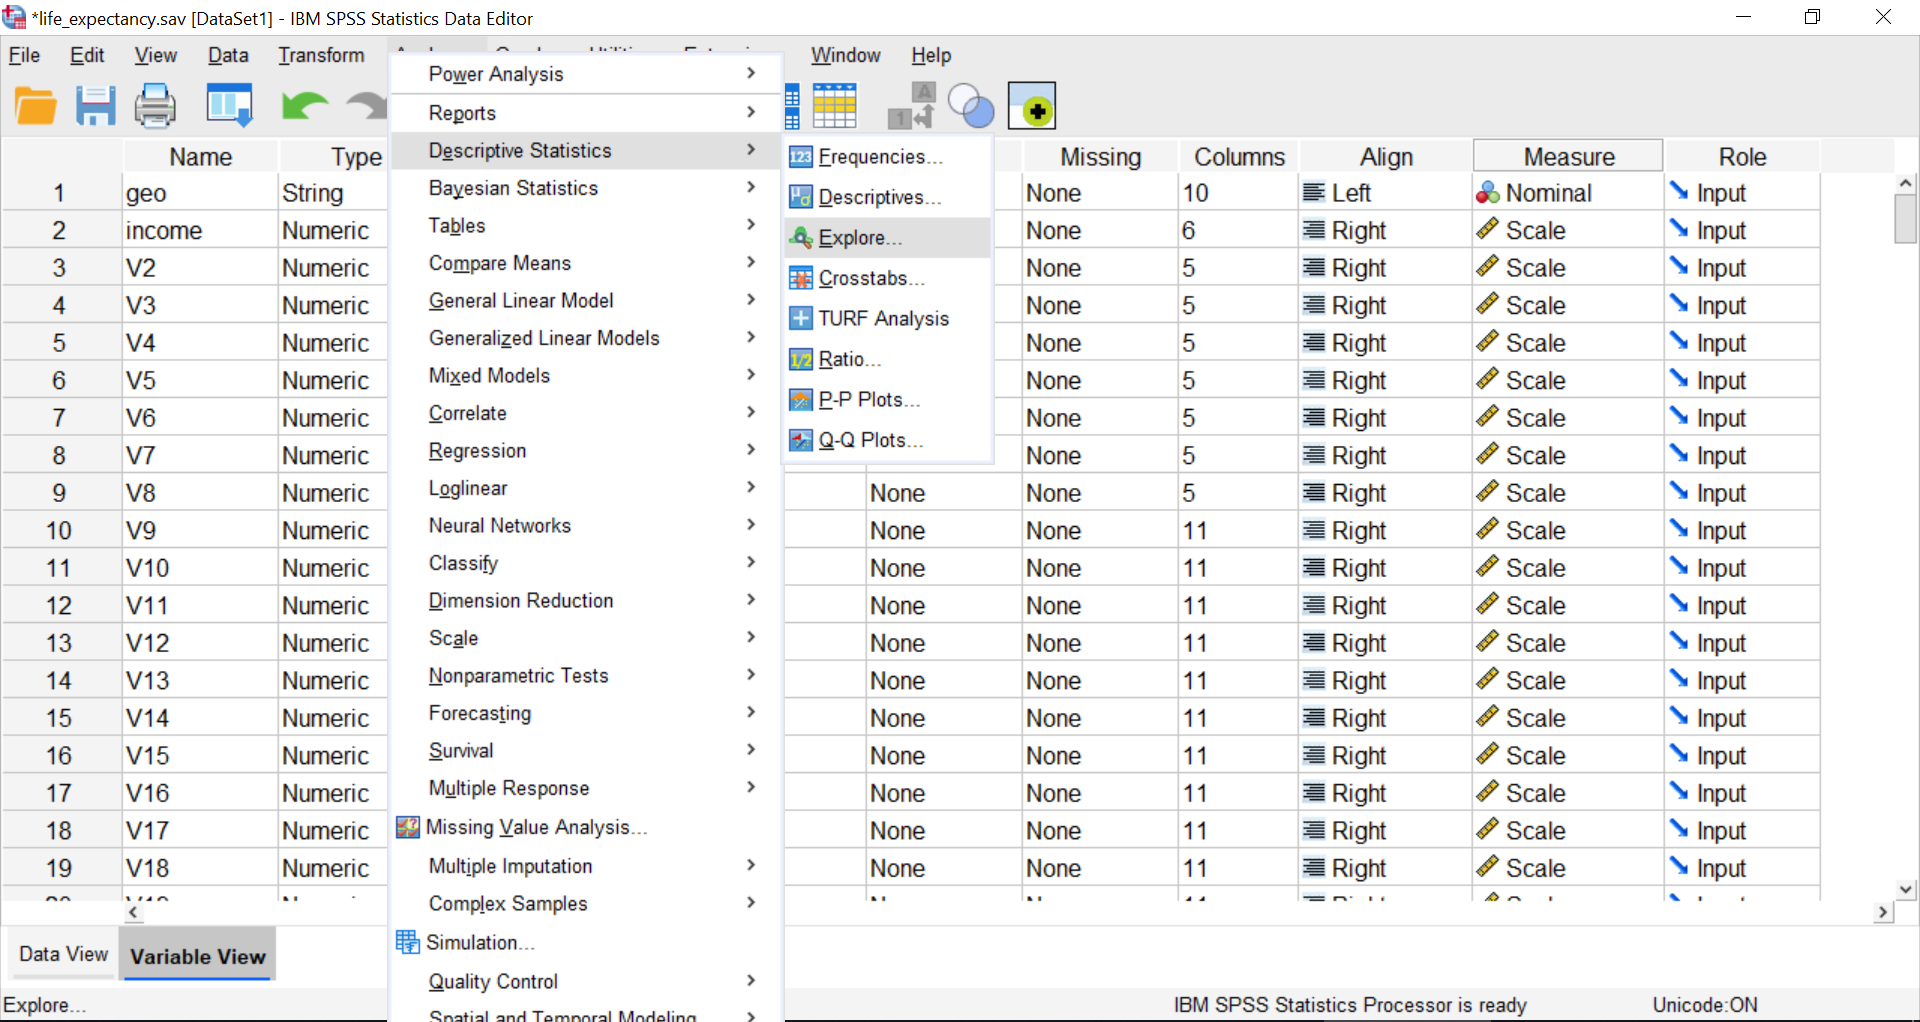 *life_expectancy.sav [DataSet1] - IBM SPSS Statistics Data Editor
File Edit View Data Transform Window Help
Name Type Missing Columns Align Measure Role
1 geo String None 10 Left Nominal Input
2 income Numeric None 6 Right Scale Input
3 V2 Numeric None 5 Right Scale Input
4 V3 Numeric None 5 Right Scale Input
5 V4 Numeric None 5 Right Scale Input
6 V5 Numeric None 5 Right Scale Input
7 V6 Numeric None 5 Right Scale Input
8 V7 Numeric None 5 Right Scale Input
9 V8 Numeric None None 5 Right Scale Input
10 V9 Numeric None None 11 Right Scale Input
11 V10 Numeric None None 11 Right Scale Input
12 V11 Numeric None None 11 Right Scale Input
13 V12 Numeric None None 11 Right Scale Input
14 V13 Numeric None None 11 Right Scale Input
15 V14 Numeric None None 11 Right Scale Input
16 V15 Numeric None None 11 Right Scale Input
17 V16 Numeric None None 11 Right Scale Input
18 V17 Numeric None None 11 Right Scale Input
19 V18 Numeric None None 11 Right Scale Input
Power Analysis
Reports
Descriptive Statistics
Bayesian Statistics
Tables
Compare Means
General Linear Model
Generalized Linear Models
Mixed Models
Correlate
Regression
Loglinear
Neural Networks
Classify
Dimension Reduction
Scale
Nonparametric Tests
Forecasting
Survival
Multiple Response
Missing Value Analysis...
Multiple Imputation
Complex Samples
Simulation...
Quality Control
Spatial and Temporal Modeling
123 Frequencies...
Descriptives...
Explore...
Crosstabs...
TURF Analysis
1/2 Ratio...
P-P Plots...
Q-Q Plots...
Data View Variable View
Explore... IBM SPSS Statistics Processor is ready Unicode:ON